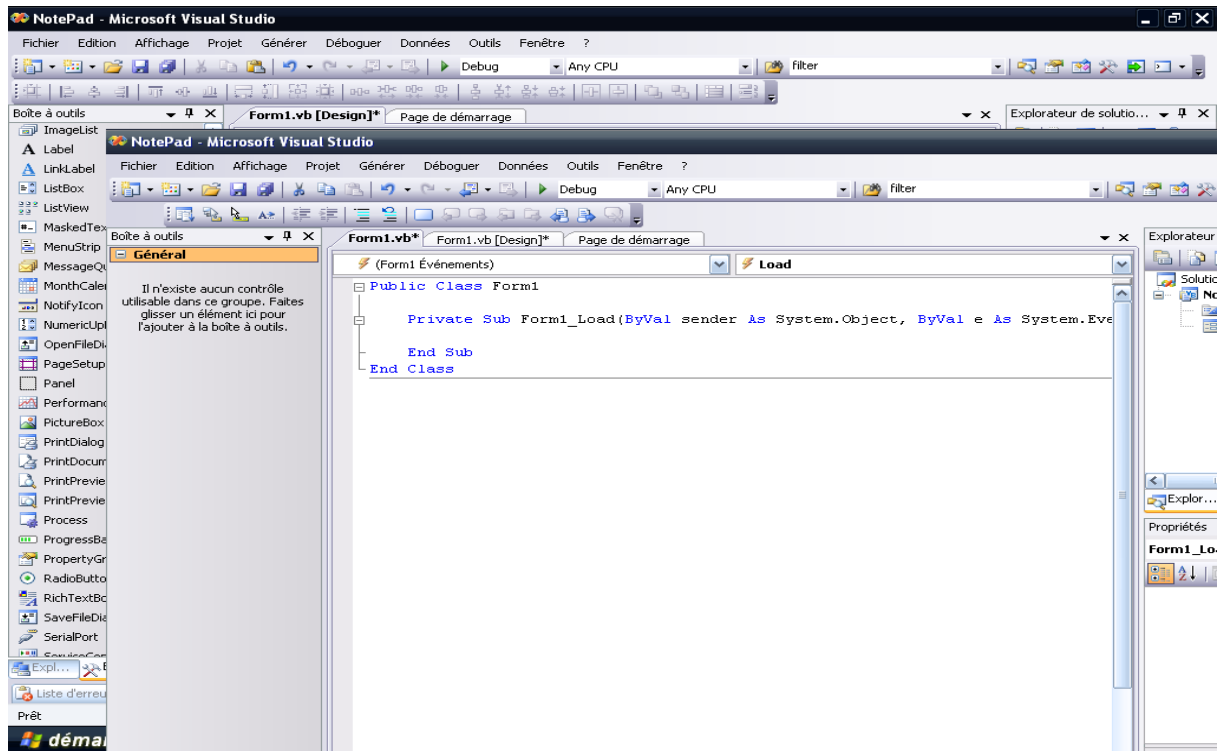 NotePad - Microsoft Visual Studio
Fichier Edition Affichage Projet Générer Déboguer Données Outils Fenêtre ?
Debug Any CPU filter
Boîte à outils
Form1.vb [Design]* Page de démarrage
Explorateur de solutio...
ImageList
Label
LinkLabel
ListBox
ListView
MaskedTex
MenuStrip
MessageQu
MonthCaler
NotifyIcon
NumericUpl
OpenFileDi
PageSetup
Panel
Performanc
PictureBox
PrintDialog
PrintDocum
PrintPrevie
PrintPrevie
Process
ProgressBa
PropertyGr
RadioButto
RichTextBo
SaveFileDia
SerialPort
Expl...
Liste d'erreu
Prêt
démar
NotePad - Microsoft Visual Studio
Fichier Edition Affichage Projet Générer Déboguer Données Outils Fenêtre ?
Debug Any CPU filter
Boîte à outils
Général
Il n'existe aucun contrôle
utilisable dans ce groupe. Faites
glisser un élément ici pour
l'ajouter à la boîte à outils.
Form1.vb* Form1.vb [Design]* Page de démarrage
(Form1 Événements) Load
Public Class Form1
Private Sub Form1_Load(ByVal sender As System.Object, ByVal e As System.Eve
End Sub
End Class
Explorateur
Solutio
No
Explor...
Propriétés
Form1_Lo